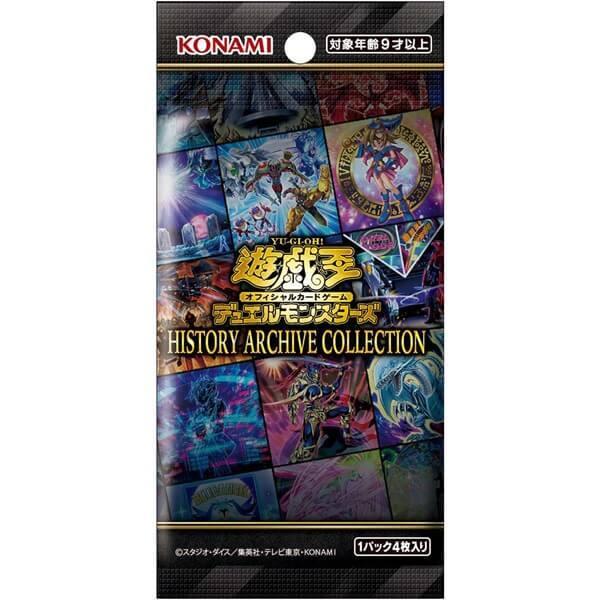 KONAMI
対象年齢9才以上
YU-GI-OH!
遊戯王
オフィシャルカードゲーム
デュエルモンスターズ
HISTORY ARCHIVE COLLECTION
©スタジオ・ダイス／集英社・テレビ東京・KONAMI
1パック4枚入り